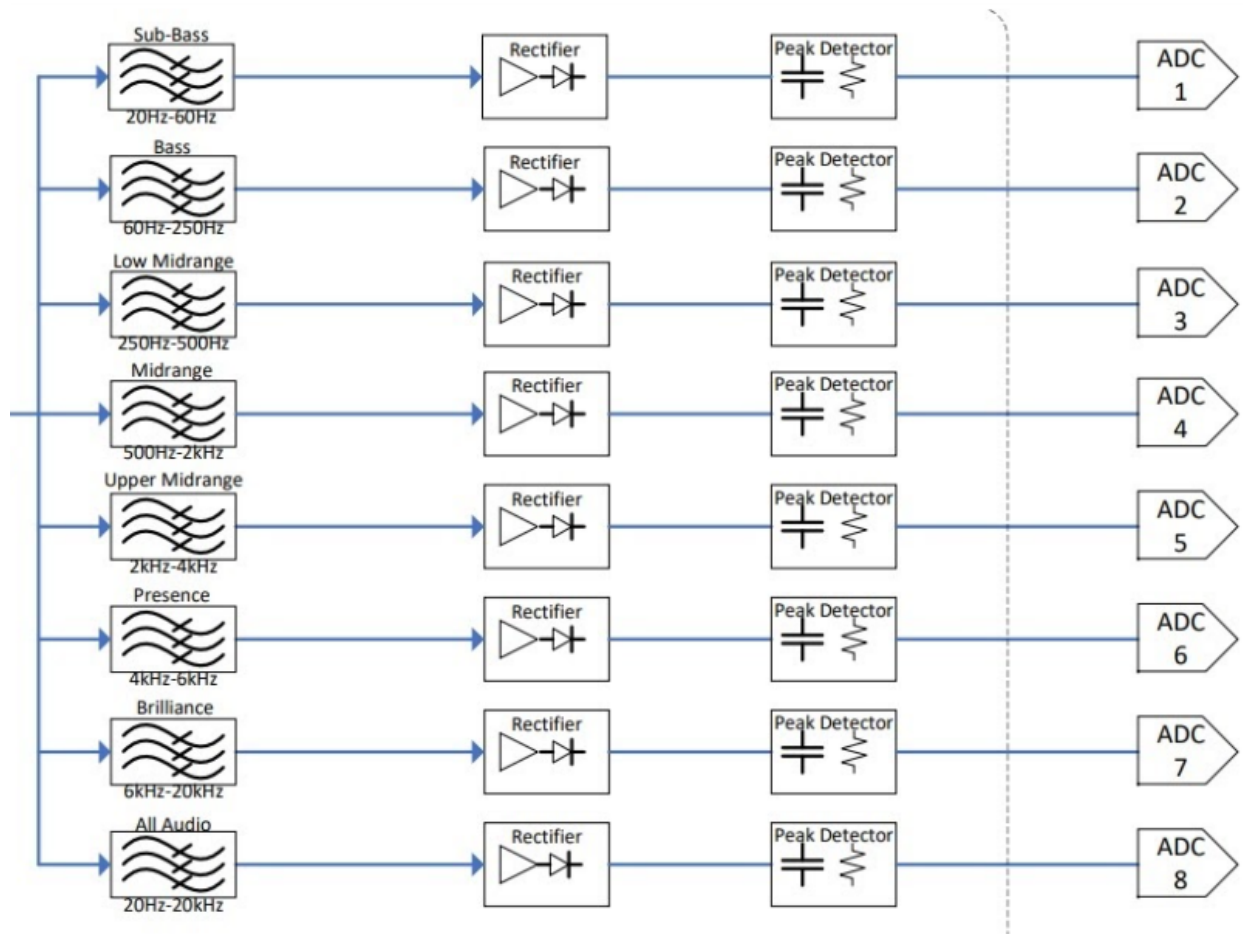 Sub-Bass
Rectifier
Peak Detector
ADC
1
20Hz-60Hz
Bass
Rectifier
Peak Detector
ADC
2
60Hz-250Hz
Low Midrange
Rectifier
Peak Detector
ADC
3
250Hz-500Hz
Midrange
Rectifier
Peak Detector
ADC
4
500Hz-2kHz
Upper Midrange
Rectifier
Peak Detector
ADC
5
2kHz-4kHz
Presence
Rectifier
Peak Detector
ADC
6
4kHz-6kHz
Brilliance
Rectifier
Peak Detector
ADC
7
6kHz-20kHz
All Audio
Rectifier
Peak Detector
ADC
8
20Hz-20kHz